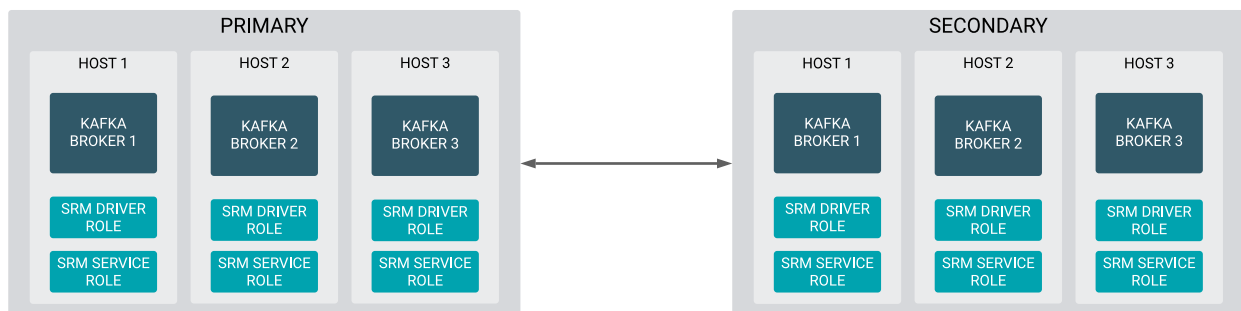 PRIMARY
HOST 1
KAFKA
BROKER 1
SRM DRIVER
ROLE
SRM SERVICE
ROLE
HOST 2
KAFKA
BROKER 2
SRM DRIVER
ROLE
SRM SERVICE
ROLE
HOST 3
KAFKA
BROKER 3
SRM DRIVER
ROLE
SRM SERVICE
ROLE
SECONDARY
HOST 1
KAFKA
BROKER 1
SRM DRIVER
ROLE
SRM SERVICE
ROLE
HOST 2
KAFKA
BROKER 2
SRM DRIVER
ROLE
SRM SERVICE
ROLE
HOST 3
KAFKA
BROKER 3
SRM DRIVER
ROLE
SRM SERVICE
ROLE